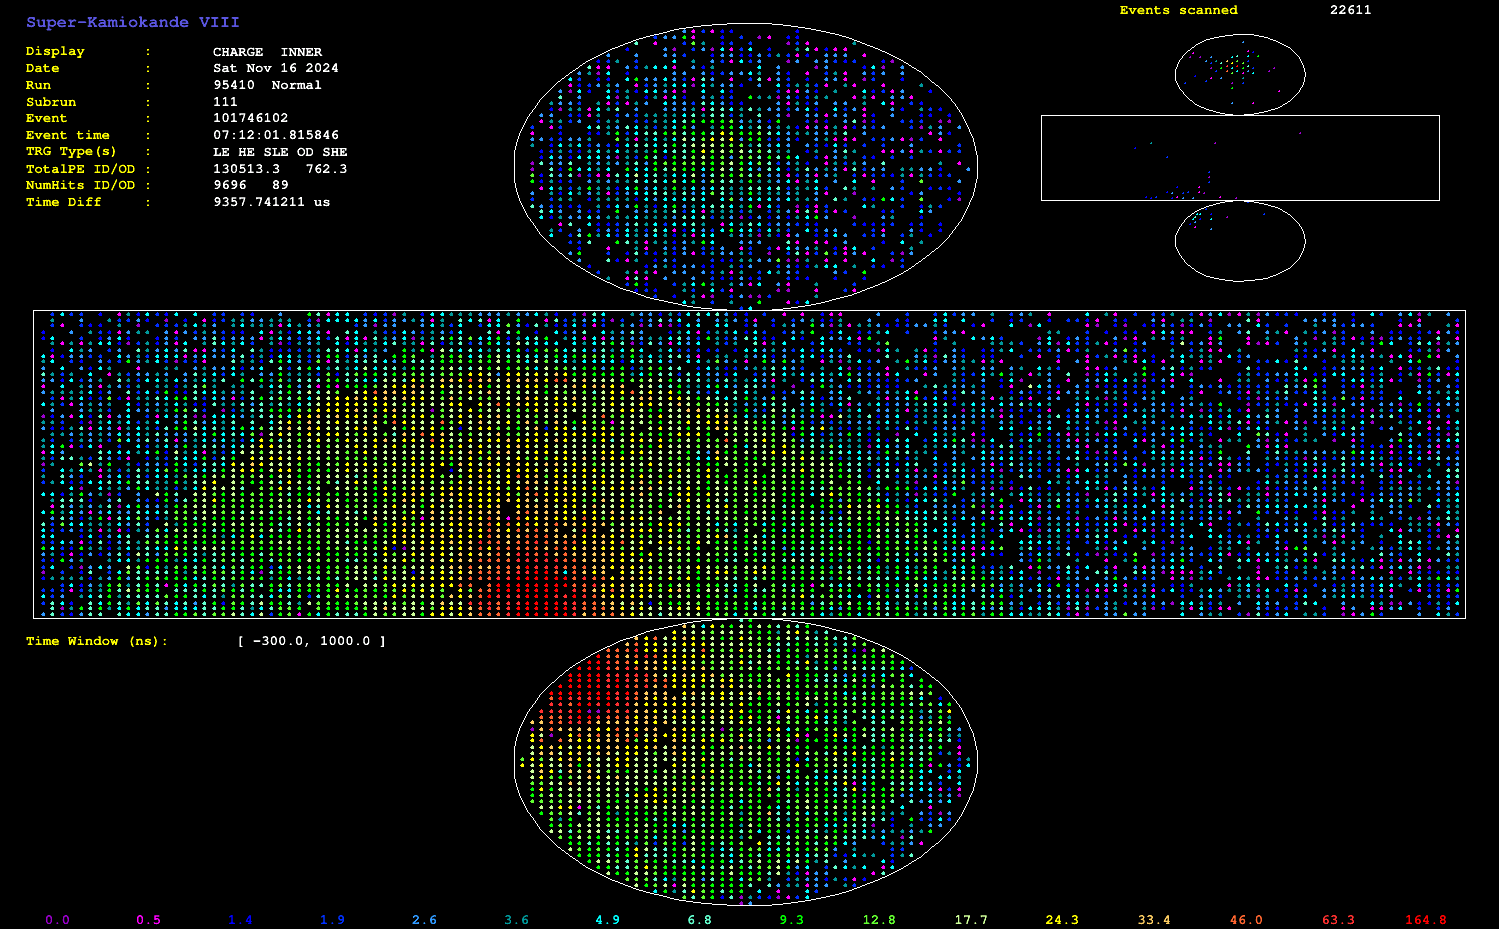 Super-Kamiokande VIII
Events scanned 22611
Display : CHARGE INNER
Date : Sat Nov 16 2024
Run : 95410 Normal
Subrun : 111
Event : 101746102
Event time : 07:12:01.815846
TRG Type(s) : LE HE SLE OD SHE
TotalPE ID/OD : 130513.3 762.3
NumHits ID/OD : 9696 89
Time Diff : 9357.741211 us
Time Window (ns): [ -300.0, 1000.0 ]
0.0 0.5 1.4 1.9 2.6 3.6 4.9 6.8 9.3 12.8 17.7 24.3 33.4 46.0 63.3 164.8